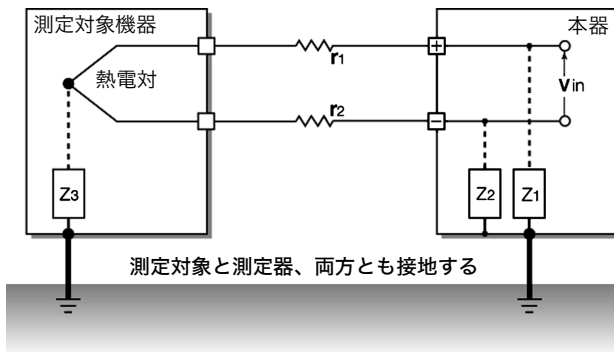 測定対象機器
本器
熱電対
r1
+
Vin
r2
−
Z3
Z2
Z1
測定対象と測定器、両方とも接地する